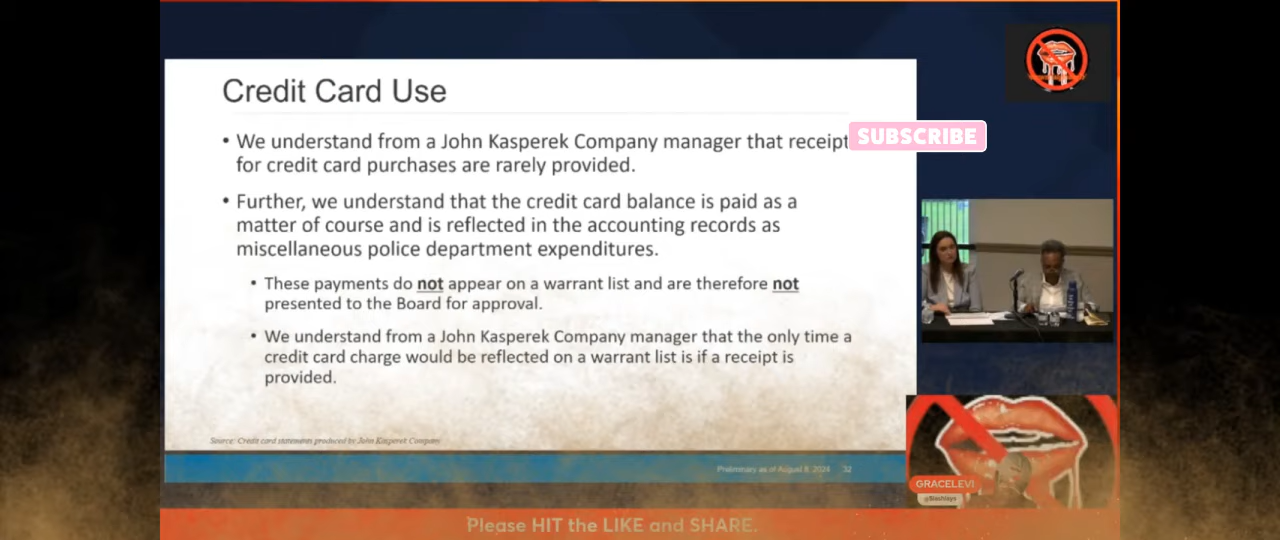 Credit Card Use
• We understand from a John Kasperek Company manager that receipt
for credit card purchases are rarely provided.
• Further, we understand that the credit card balance is paid as a
matter of course and is reflected in the accounting records as
miscellaneous police department expenditures.
• These payments do not appear on a warrant list and are therefore not
presented to the Board for approval.
• We understand from a John Kasperek Company manager that the only time a
credit card charge would be reflected on a warrant list is if a receipt is
provided.
Source: Credit card statements produced by John Kasperek Company
Preliminary as of August 8, 2024 32
SUBSCRIBE
GRACELEVI
Please HIT the LIKE and SHARE.